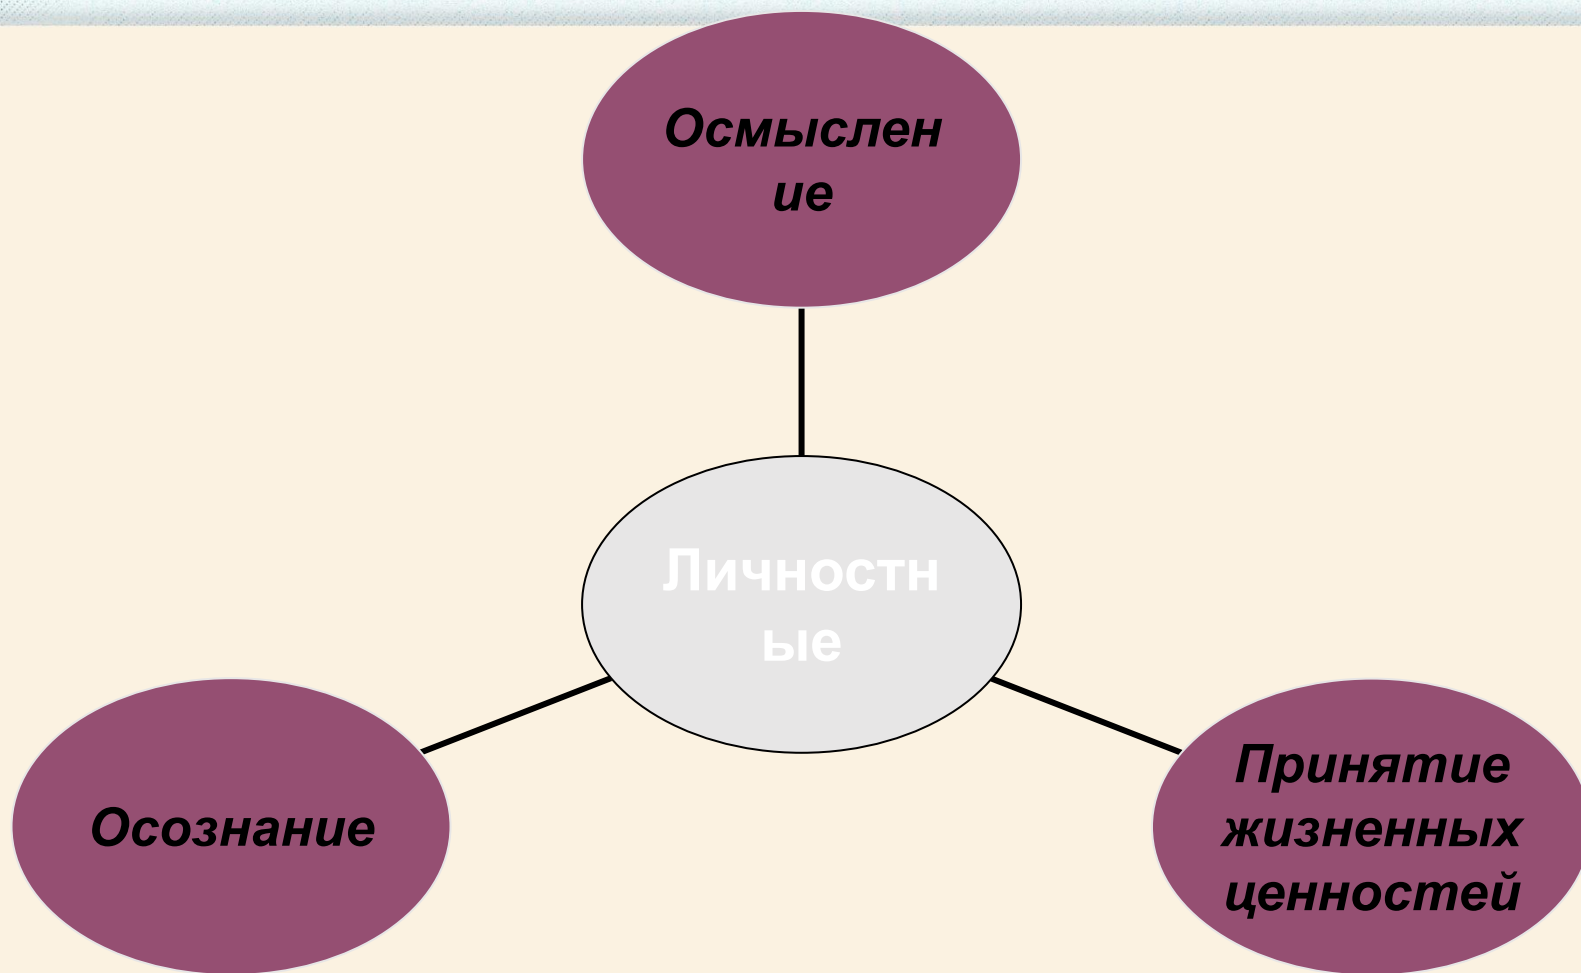 Осмыслен
ие
Личностн
ые
Осознание
Принятие
жизненных
ценностей